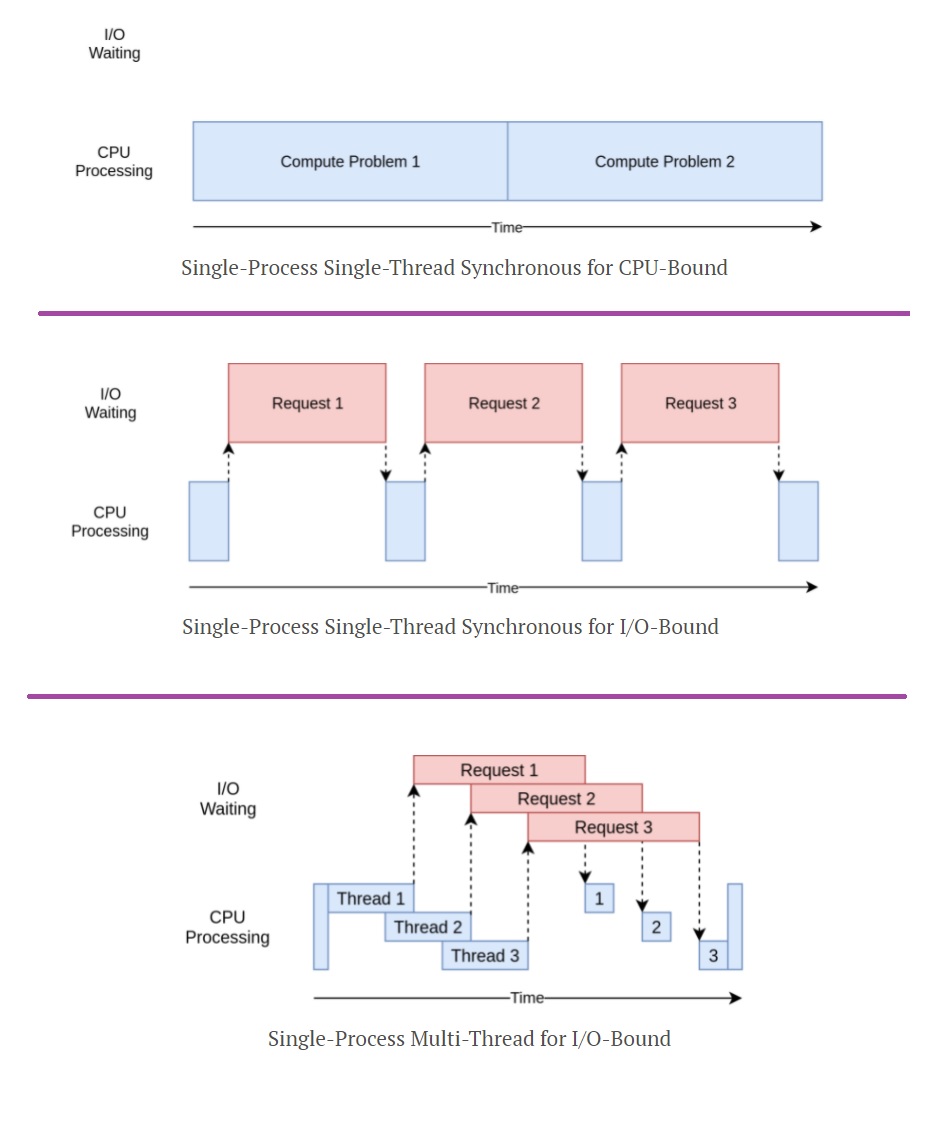 I/O
Waiting
CPU
Processing
Compute Problem 1
Compute Problem 2
Time
Single-Process Single-Thread Synchronous for CPU-Bound
I/O
Waiting
Request 1
Request 2
Request 3
CPU
Processing
Time
Single-Process Single-Thread Synchronous for I/O-Bound
I/O
Waiting
Request 1
Request 2
Request 3
CPU
Processing
Thread 1
Thread 2
Thread 3
1
2
3
Time
Single-Process Multi-Thread for I/O-Bound